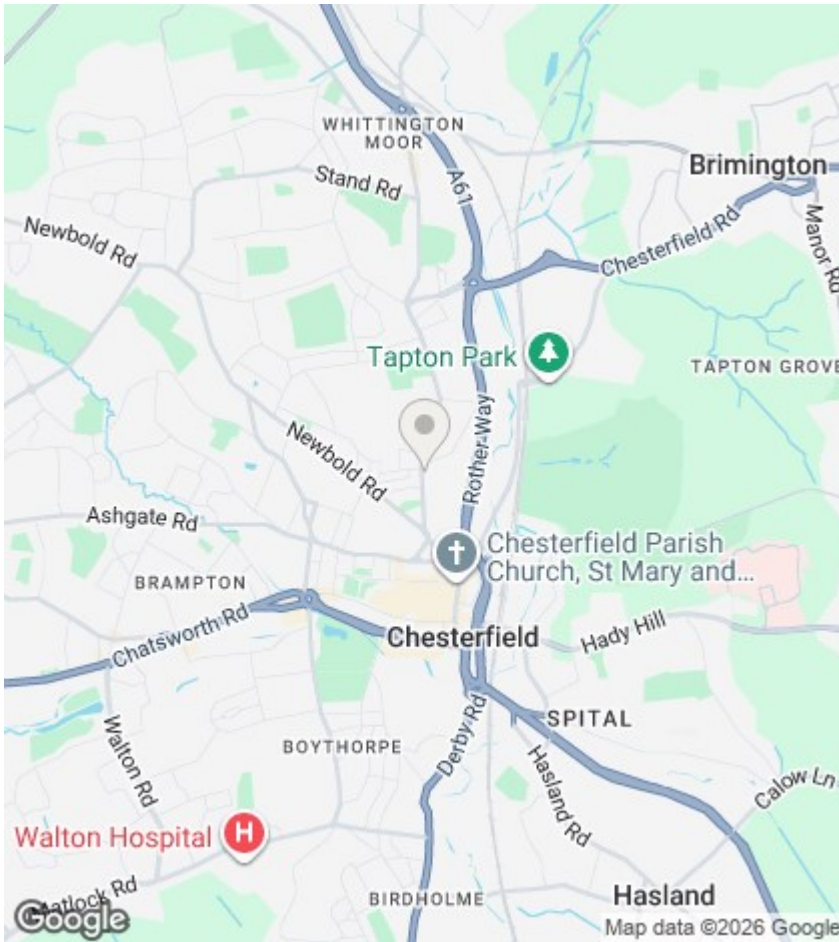 WHITTINGTON
MOOR
A61
Brimington
Stand Rd
Manor Rd
Newbold Rd
Chesterfield Rd
Tapton Park
TAPTON GROVE
Newbold Rd
Rother Way
Ashgate Rd
Chesterfield Parish
Church, St Mary and...
BRAMPTON
Chatsworth Rd
Chesterfield
Hady Hill
SPITAL
Walton Rd
BOYTHORPE
Derby Rd
Hasland Rd
Calow Ln
Walton Hospital
H
Matlock Rd
BIRDHOLME
Hasland
Google
Map data ©2026 Google